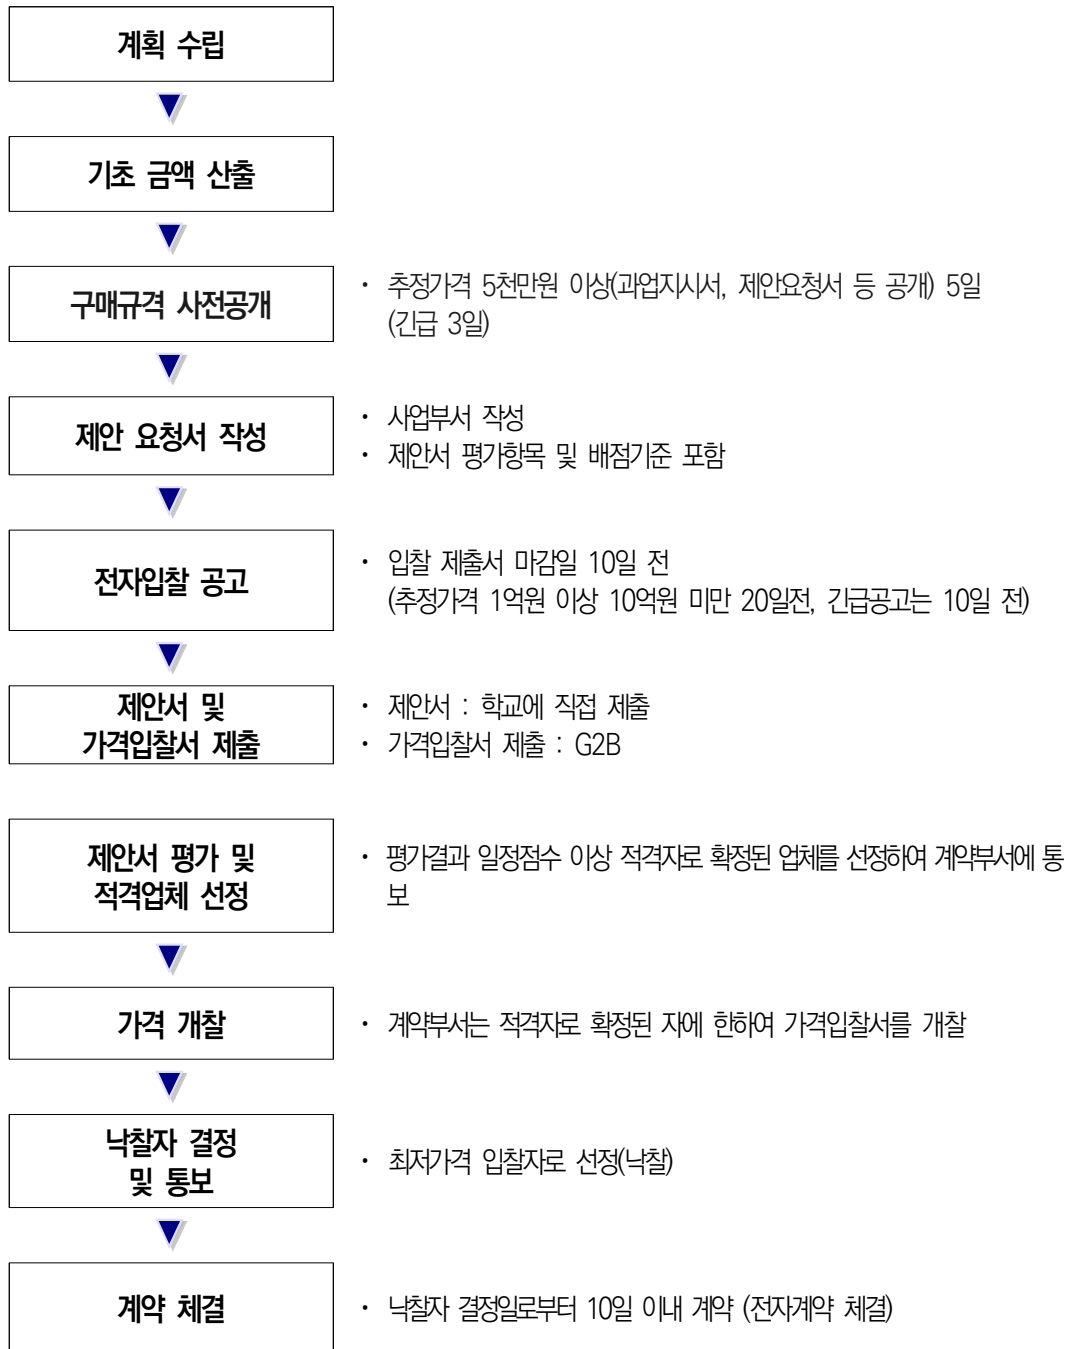 계획 수립
기초 금액 산출
구매규격 사전공개
· 추정가격 5천만원 이상(과업지시서, 제안요청서 등 공개) 5일
(긴급 3일)
제안 요청서 작성
· 사업부서 작성
· 제안서 평가항목 및 배점기준 포함
전자입찰 공고
· 입찰 제출서 마감일 10일 전
(추정가격 1억원 이상 10억원 미만 20일전, 긴급공고는 10일 전)
제안서 및
가격입찰서 제출
· 제안서 : 학교에 직접 제출
· 가격입찰서 제출 : G2B
제안서 평가 및
적격업체 선정
· 평가결과 일정점수 이상 적격자로 확정된 업체를 선정하여 계약부서에 통
보
가격 개찰
· 계약부서는 적격자로 확정된 자에 한하여 가격입찰서를 개찰
낙찰자 결정
및 통보
· 최저가격 입찰자로 선정(낙찰)
계약 체결
· 낙찰자 결정일로부터 10일 이내 계약 (전자계약 체결)